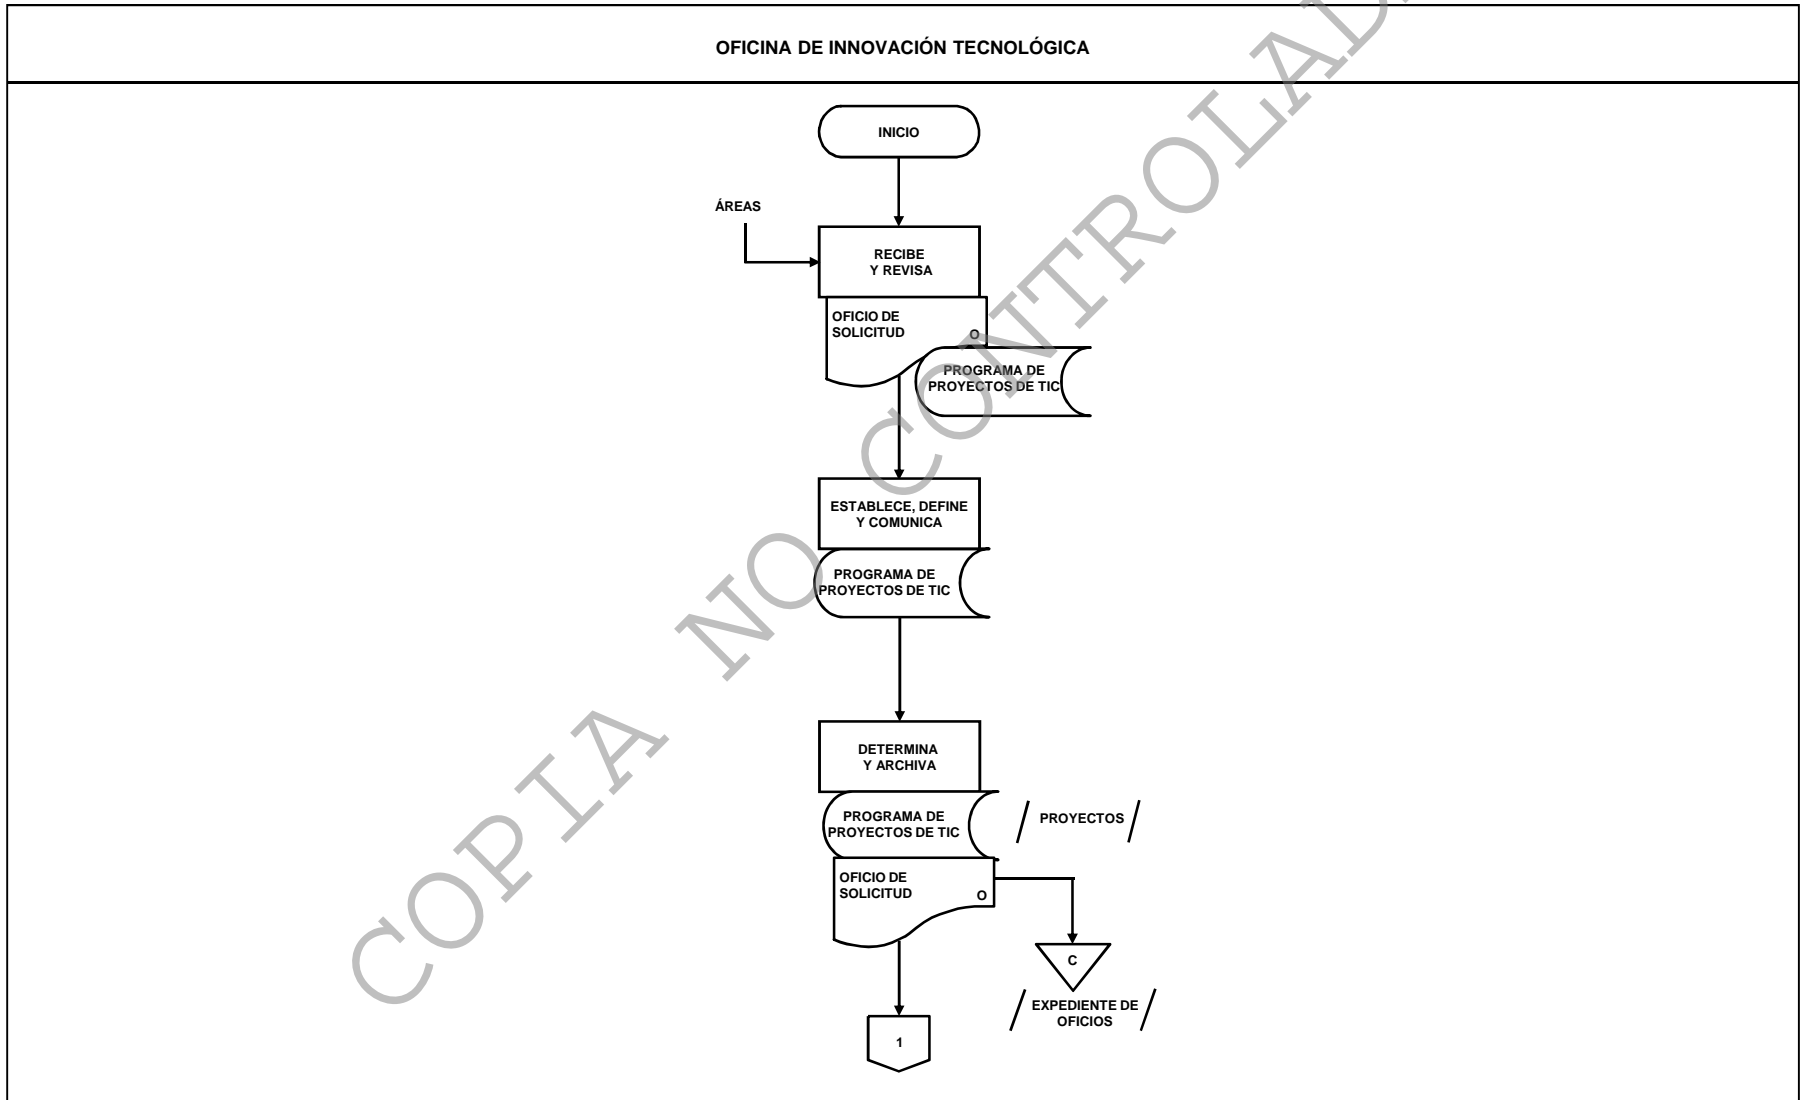 OFICINA DE INNOVACIÓN TECNOLÓGICA
INICIO
ÁREAS
RECIBE
Y REVISA
OFICIO DE
SOLICITUD
O
PROGRAMA DE
PROYECTOS DE TIC
ESTABLECE, DEFINE
Y COMUNICA
PROGRAMA DE
PROYECTOS DE TIC
DETERMINA
Y ARCHIVA
PROGRAMA DE
PROYECTOS DE TIC
/ PROYECTOS /
OFICIO DE
SOLICITUD
O
C
/ EXPEDIENTE DE /
OFICIOS
1
COPIA NO CONTROLAD